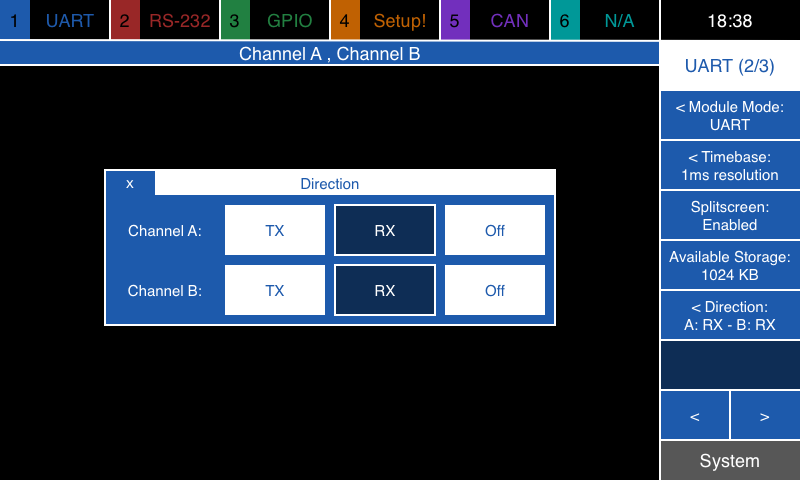 1 UART 2 RS-232 3 GPIO 4 Setup! 5 CAN 6 N/A 18:38
Channel A , Channel B
UART (2/3)
< Module Mode:
UART
< Timebase:
1ms resolution
Splitscreen:
Enabled
Available Storage:
1024 KB
< Direction:
A: RX - B: RX
< >
System
x Direction
Channel A: TX RX Off
Channel B: TX RX Off